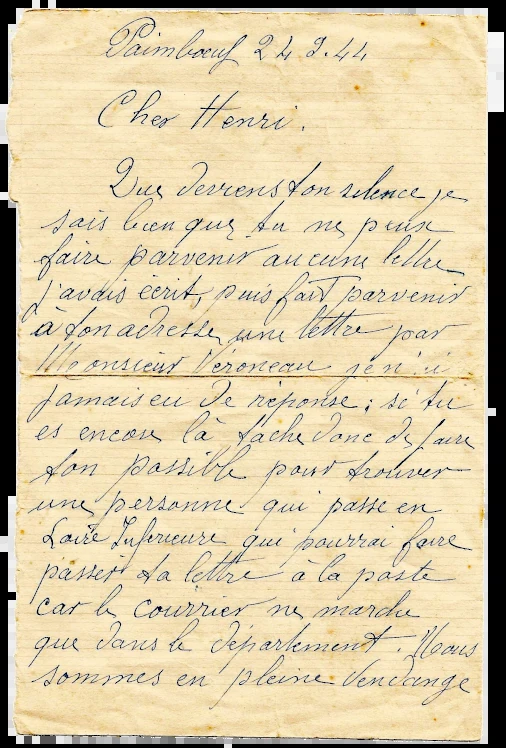 Paimboeuf 24 9.44
Cher Henri.
Que deviens ton silence je
sais bien que tu ne peux
faire parvenir aucune lettre
j'avais écrit, puis fait parvenir
à ton adresse une lettre par
Monsieur Véroneau je n'ai
jamais eu de réponse ; si tu
es encore là tache donc de faire
ton possible pour trouver
une personne qui passe en
Loire Inferieure qui pourrai faire
passer ta lettre à la poste
car le courrier ne marche
que dans le département. Nous
sommes en pleine vendange